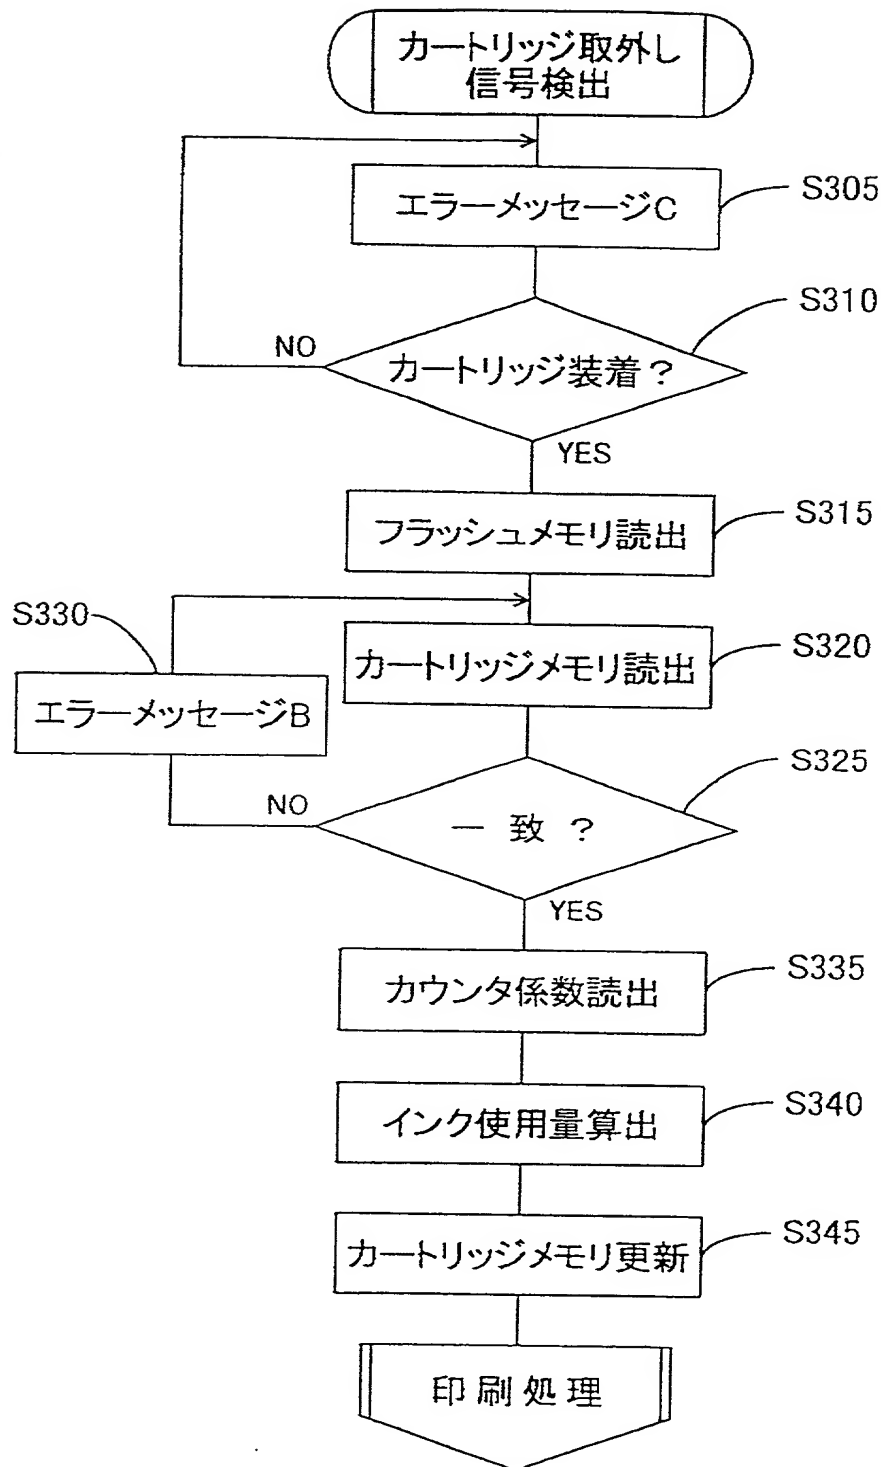 カートリッジ取外し
信号検出
エラーメッセージC
S305
S310
NO
カートリッジ装着？
YES
フラッシュメモリ読出
S315
S330
カートリッジメモリ読出
S320
エラーメッセージB
S325
NO
一 致 ？
YES
カウンタ係数読出
S335
インク使用量算出
S340
カートリッジメモリ更新
S345
印刷処理